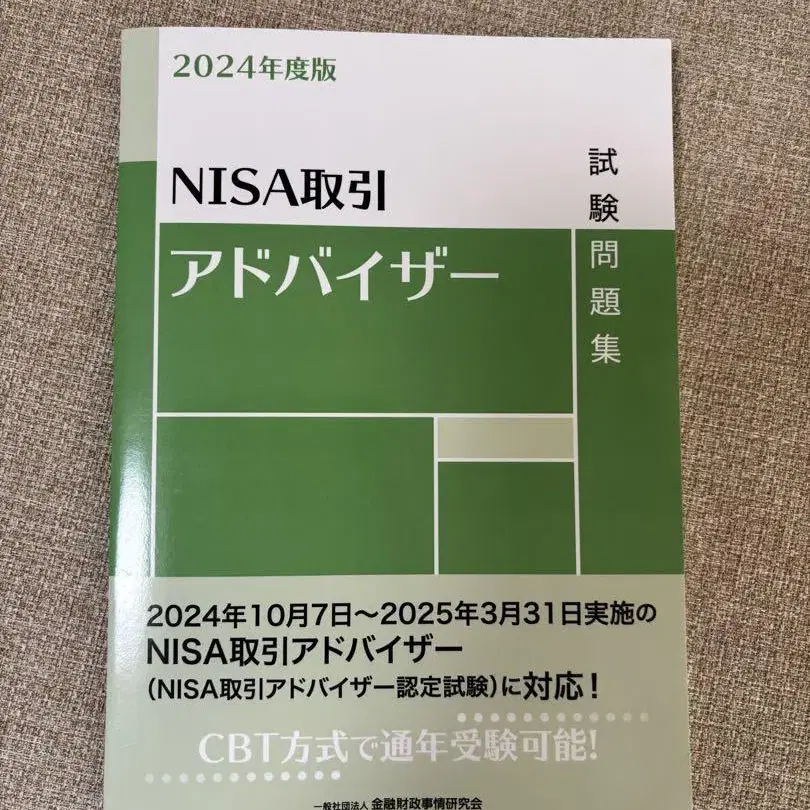 2024年度版
NISA取引
アドバイザー
試験問題集
2024年10月7日～2025年3月31日実施の
NISA取引アドバイザー
（NISA取引アドバイザー認定試験）に対応！
CBT方式で通年受験可能！
一般社団法人 金融財政事情研究会